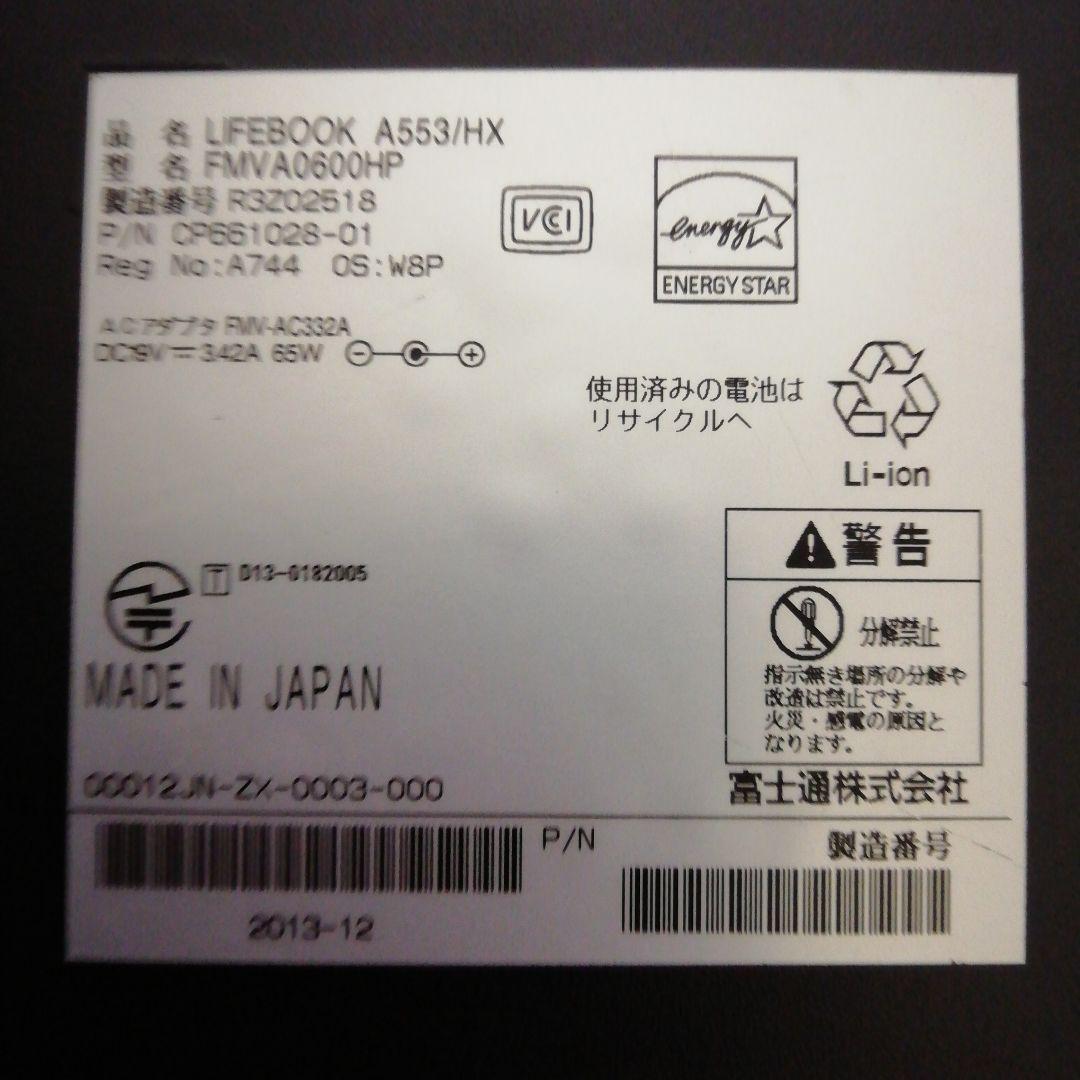 品 名 LIFEBOOK A553/HX
型 名 FMVA0600HP
製造番号 R3Z02518
P/N CP661028-01
Reg No:A744 OS:W8P
VCI
energy
ENERGY STAR
ACアダプタ FMV-AC332A
DC19V 3.42A 65W
使用済みの電池は
リサイクルへ
Li-ion
警告
分解禁止
指示無き場所の分解や
改造は禁止です。
火災・感電の原因と
なります。
T D13-0182005
MADE IN JAPAN
00012JN-ZX-0003-000
富士通株式会社
P/N
製造番号
2013-12